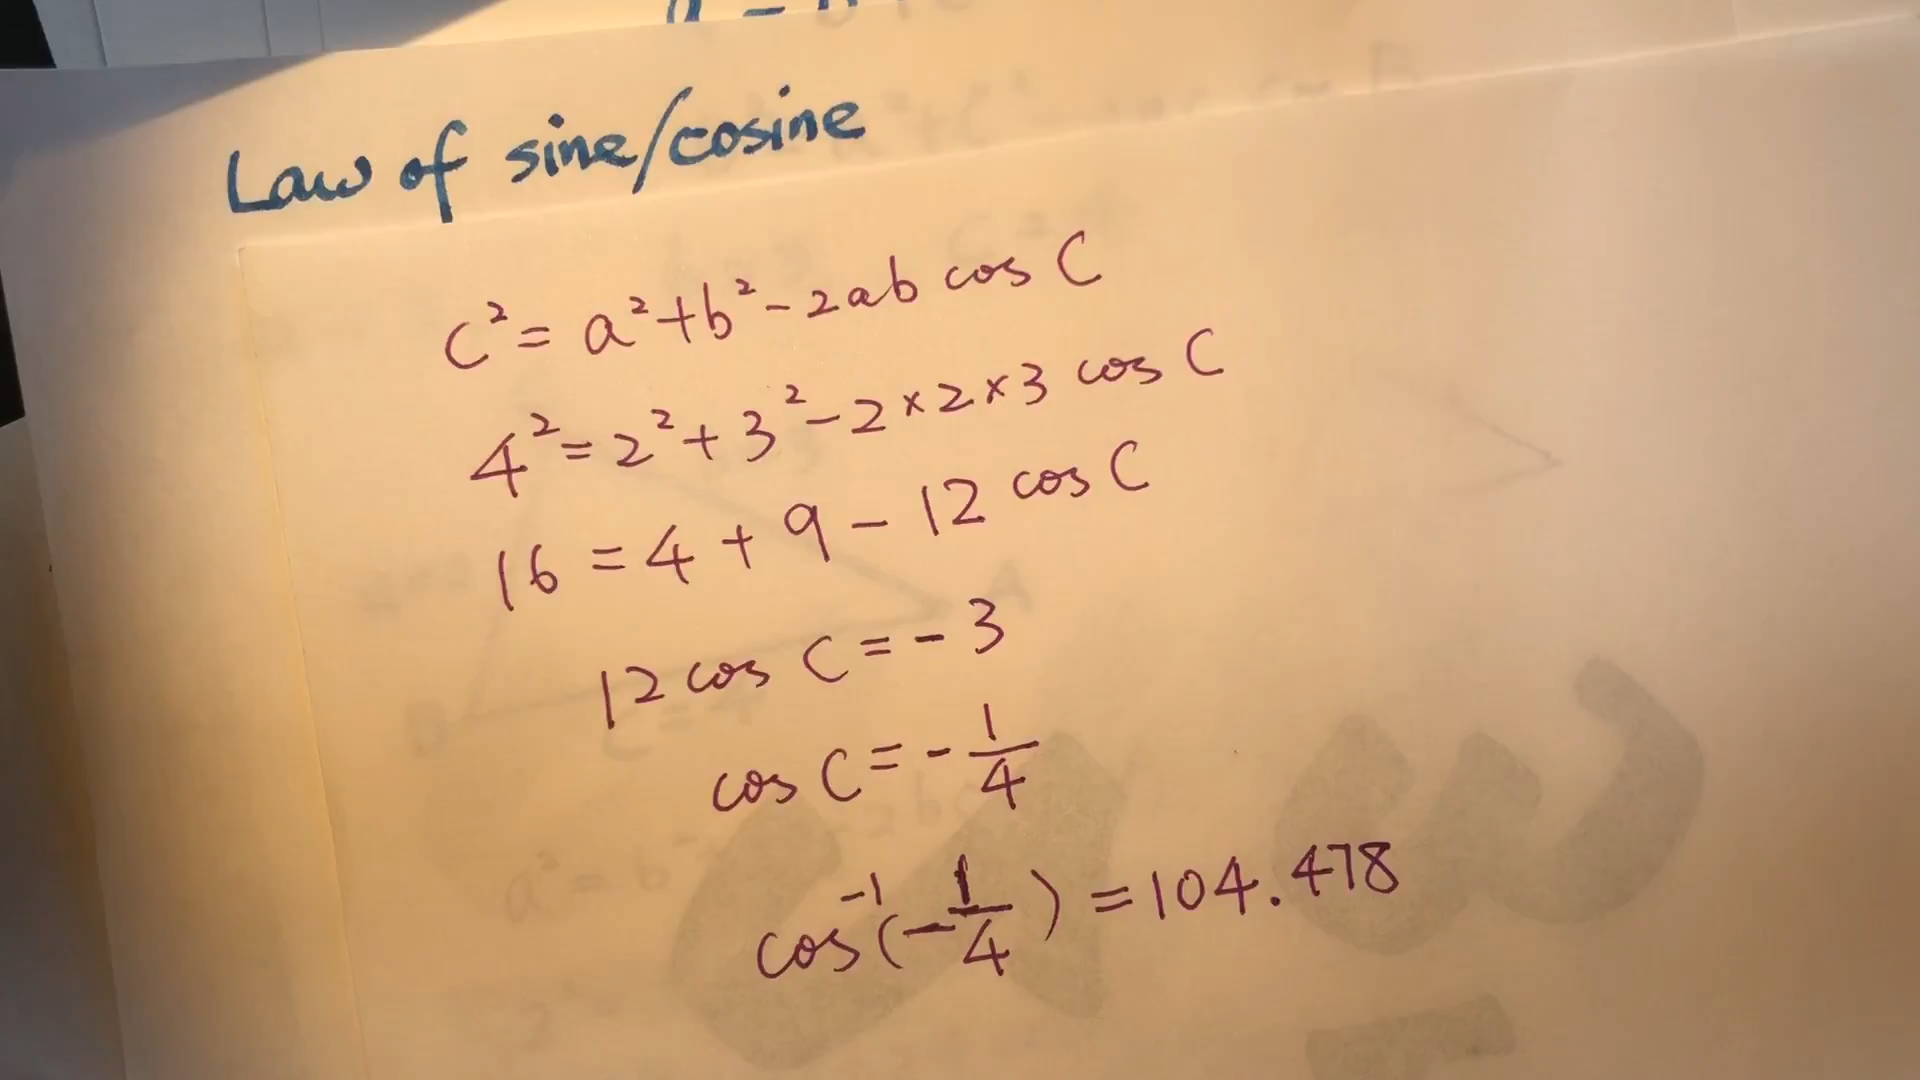 Law of sine/cosine
c² = a² + b² - 2ab cos C
4² = 2² + 3² - 2 × 2 × 3 cos C
16 = 4 + 9 - 12 cos C
12 cos C = - 3
cos C = - 1/4
cos⁻¹(- 1/4) = 104.478